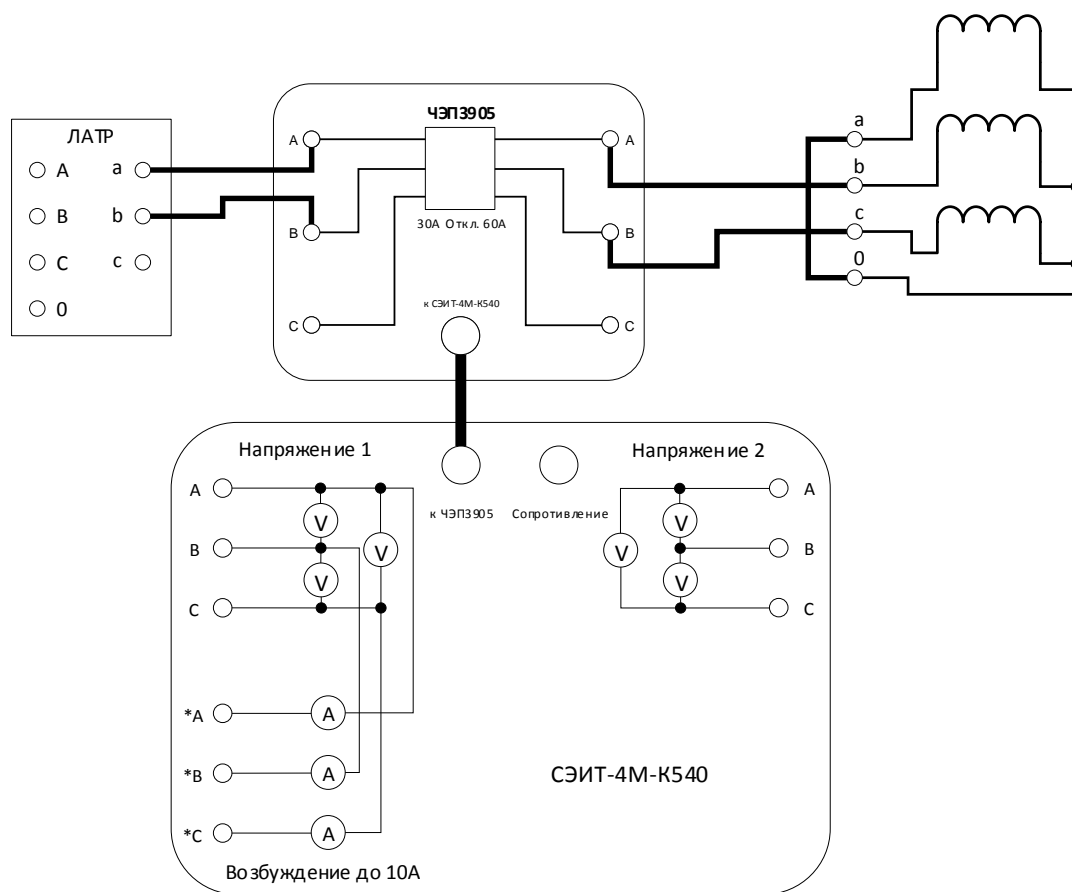 ЛАТР
A
a
B
b
C
c
0
ЧЭП3905
A
A
B
B
30А Откл. 60А
к СЭИТ-4М-К540
C
C
a
b
c
0
Напряжение 1
Напряжение 2
к ЧЭП3905
Сопротивление
A
V
B
V
V
C
V
A
V
B
V
C
*A
A
*B
A
*C
A
СЭИТ-4М-К540
Возбуждение до 10А